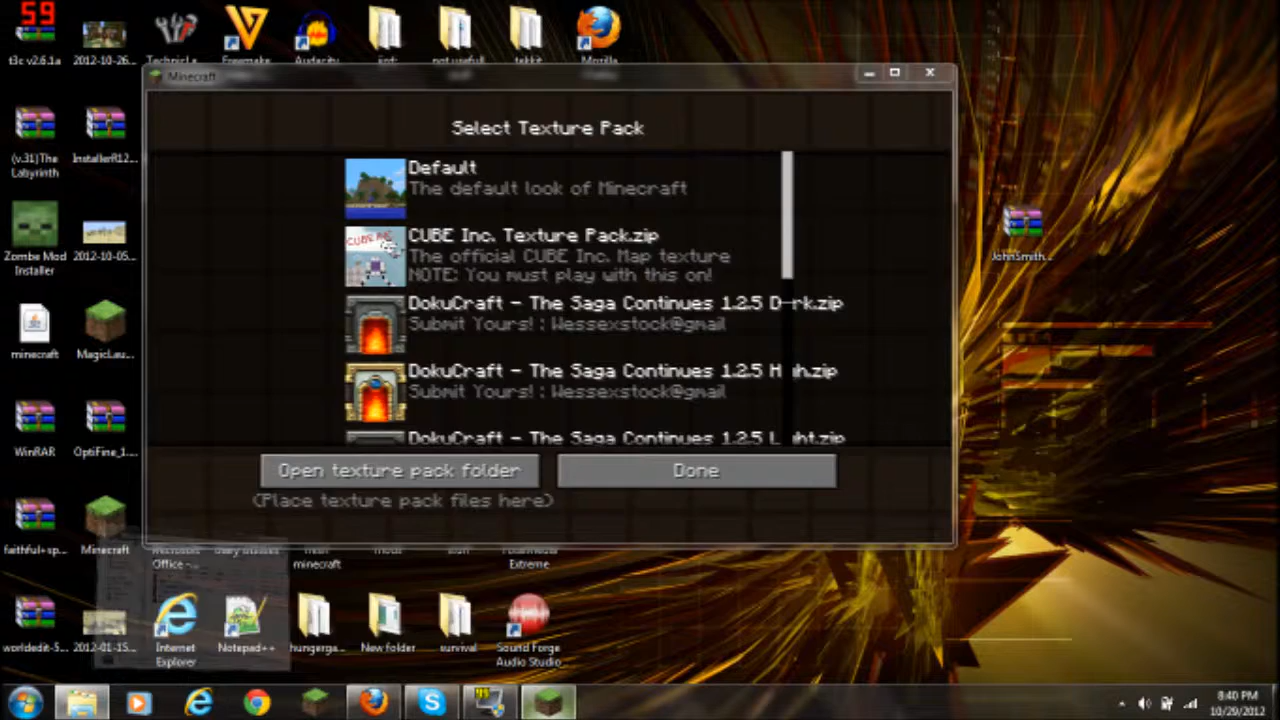 59
t3c v2.6.1a
2012-10-26...
TechnicLa...
Freemake
Audacity
not usefull
tekkit
Mozilla
Minecraft
Select Texture Pack
Default
The default look of Minecraft
CUBE Inc. Texture Pack.zip
The official CUBE Inc. Map texture
NOTE: You must play with this on!
DokuCraft - The Saga Continues 1.2.5 D rk.zip
Submit Yours! : Wessexstock@gmail
DokuCraft - The Saga Continues 1.2.5 H h.zip
Submit Yours! : Wessexstock@gmail
DokuCraft - The Saga Continues 1.2.5 L ht.zip
Open texture pack folder
Done
(Place texture pack files here)
(v.31)The
Labyrinth
InstallerR12...
Zombe Mod
Installer
2012-10-05...
minecraft
MagicLau...
WinRAR
OptiFine_1...
faithful+sp...
Minecraft
Microsoft
Office -...
minecraft
mods
stuff
Extreme
JohnSmith...
worldedit-5...
2012-01-15...
Internet
Explorer
Notepad++
hungerga...
New folder
survival
Sound Forge
Audio Studio
8:40 PM
10/29/2012